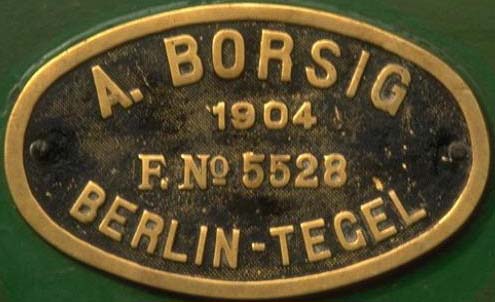 A. BORSIG
1904
F. Nº 5528
BERLIN-TEGEL